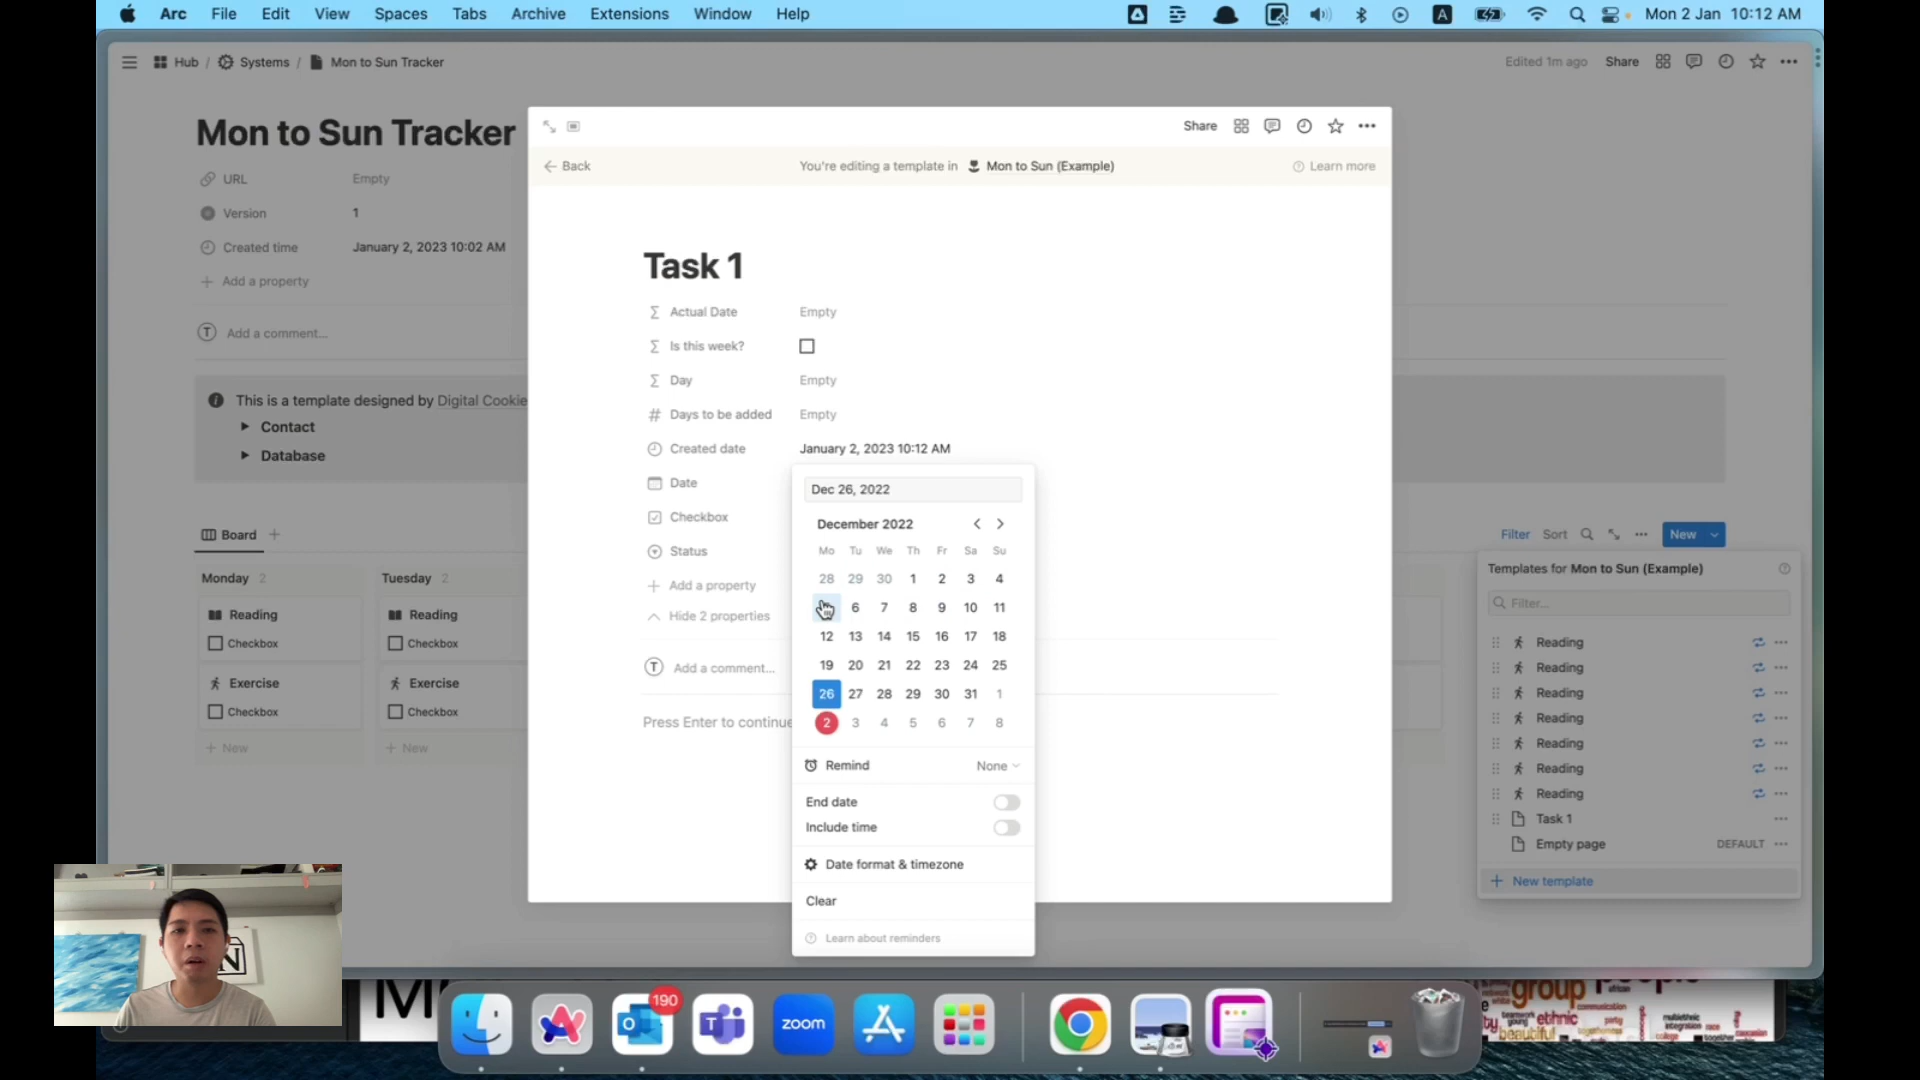 Arc File Edit View Spaces Tabs Archive Extensions Window Help
A
Mon 2 Jan 10:12 AM
Hub / Systems / Mon to Sun Tracker
Edited 1m ago Share
Mon to Sun Tracker
URL Empty
Version 1
Created time January 2, 2023 10:02 AM
+ Add a property
T Add a comment...
This is a template designed by Digital Cookie
Contact
Database
Board +
Filter Sort New
Monday 2
Reading
Checkbox
Exercise
Checkbox
+ New
Tuesday 2
Reading
Checkbox
Exercise
Checkbox
+ New
Share
Back
You're editing a template in Mon to Sun (Example)
Learn more
Task 1
Actual Date Empty
Is this week?
Day Empty
Days to be added Empty
Created date January 2, 2023 10:12 AM
Date
Checkbox
Status
+ Add a property
Hide 2 properties
T Add a comment...
Press Enter to continue
Dec 26, 2022
December 2022
Mo Tu We Th Fr Sa Su
28 29 30 1 2 3 4
6 7 8 9 10 11
12 13 14 15 16 17 18
19 20 21 22 23 24 25
26 27 28 29 30 31 1
2 3 4 5 6 7 8
Remind None
End date
Include time
Date format & timezone
Clear
Learn about reminders
Templates for Mon to Sun (Example)
Filter...
Reading
Reading
Reading
Reading
Reading
Reading
Reading
Task 1
Empty page DEFAULT
+ New template
190
zoom
group
ethnic
beautiful